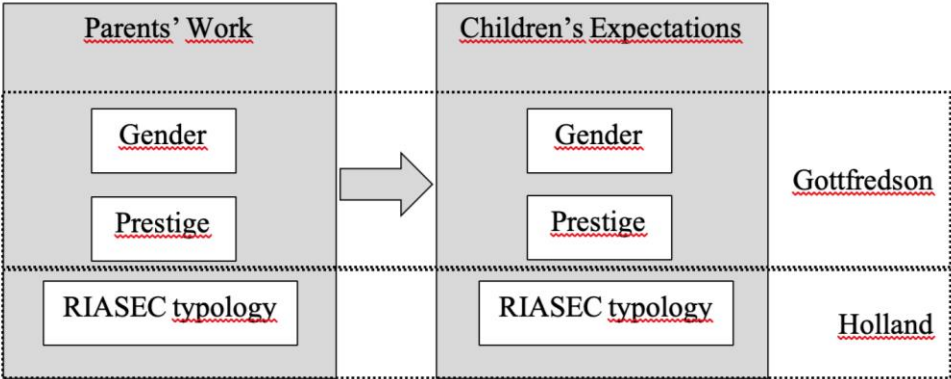 Parents’ Work
Children’s Expectations
Gender
Gender
Gottfredson
Prestige
Prestige
RIASEC typology
RIASEC typology
Holland